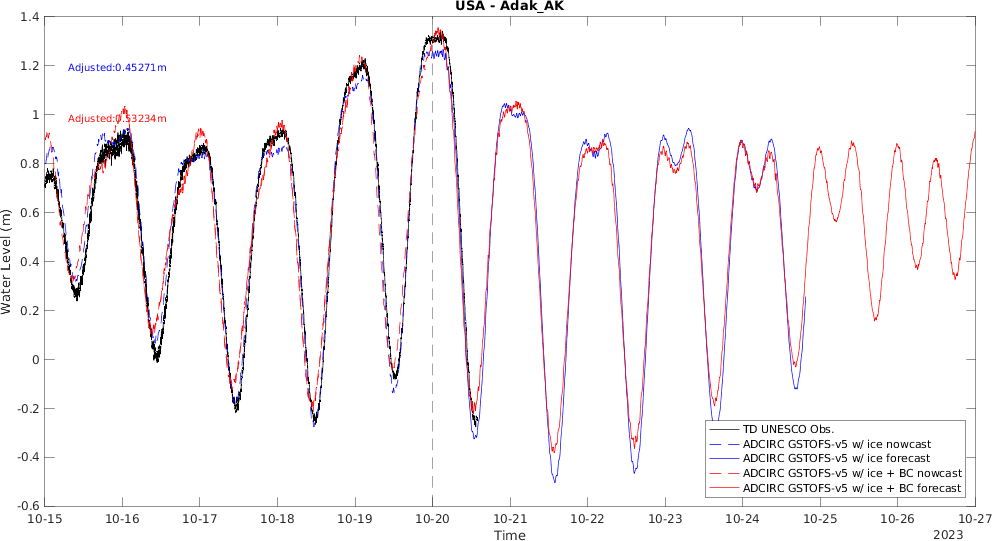 USA - Adak_AK
1.4
1.2
1
0.8
0.6
0.4
0.2
0
-0.2
-0.4
-0.6
Water Level (m)
Adjusted:0.45271m
Adjusted:0.53234m
TD UNESCO Obs.
ADCIRC GSTOFS-v5 w/ ice nowcast
ADCIRC GSTOFS-v5 w/ ice forecast
ADCIRC GSTOFS-v5 w/ ice + BC nowcast
ADCIRC GSTOFS-v5 w/ ice + BC forecast
10-15 10-16 10-17 10-18 10-19 10-20 10-21 10-22 10-23 10-24 10-25 10-26 10-27
Time
2023